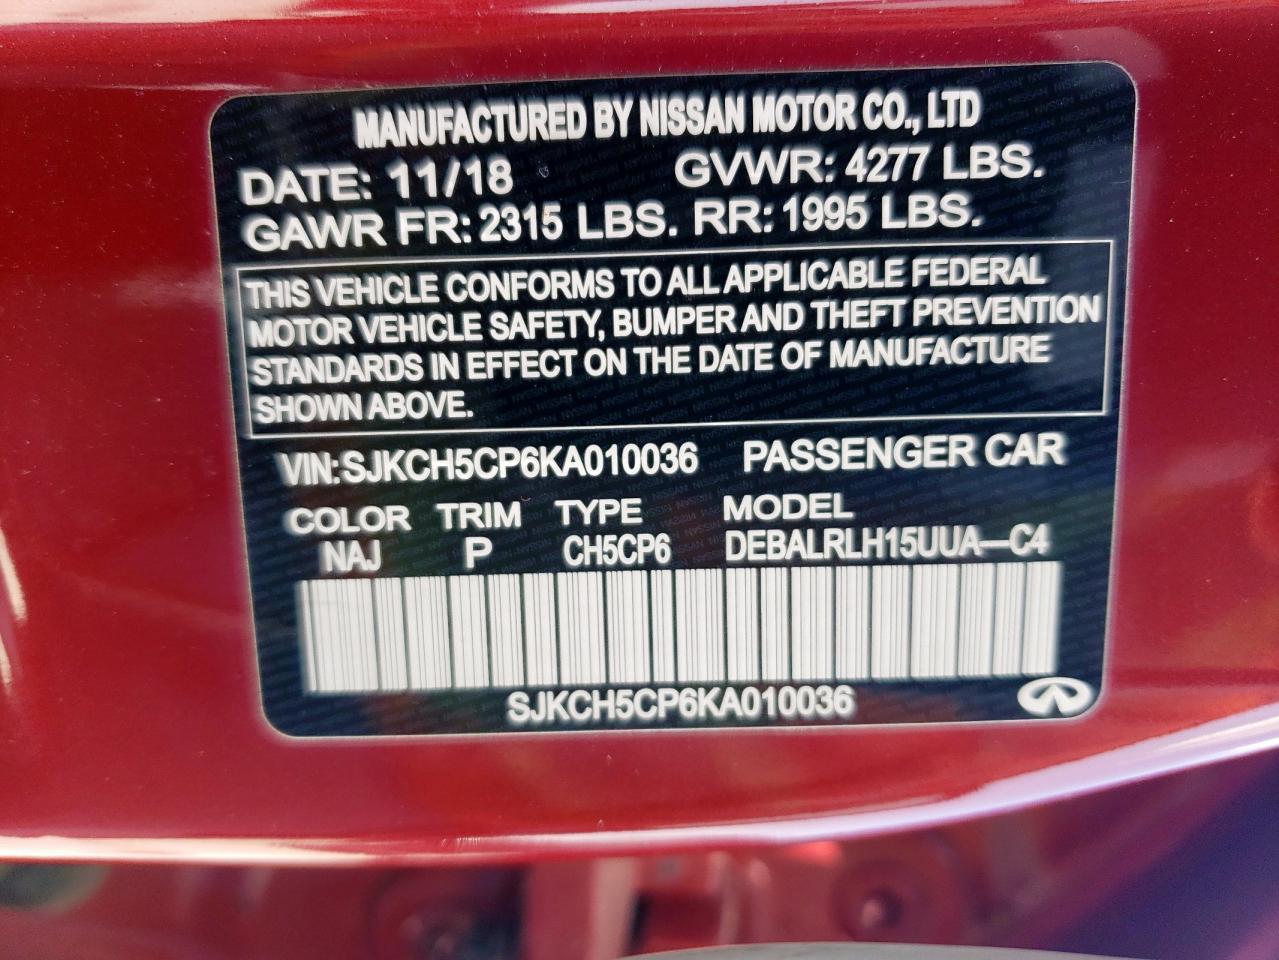 MANUFACTURED BY NISSAN MOTOR CO., LTD
DATE: 11/18 GVWR: 4277 LBS.
GAWR FR: 2315 LBS. RR: 1995 LBS.
THIS VEHICLE CONFORMS TO ALL APPLICABLE FEDERAL
MOTOR VEHICLE SAFETY, BUMPER AND THEFT PREVENTION
STANDARDS IN EFFECT ON THE DATE OF MANUFACTURE
SHOWN ABOVE.
VIN: SJKCH5CP6KA010036 PASSENGER CAR
COLOR TRIM TYPE MODEL
NAJ P CH5CP6 DEBALRLH15UUA—C4
SJKCH5CP6KA010036